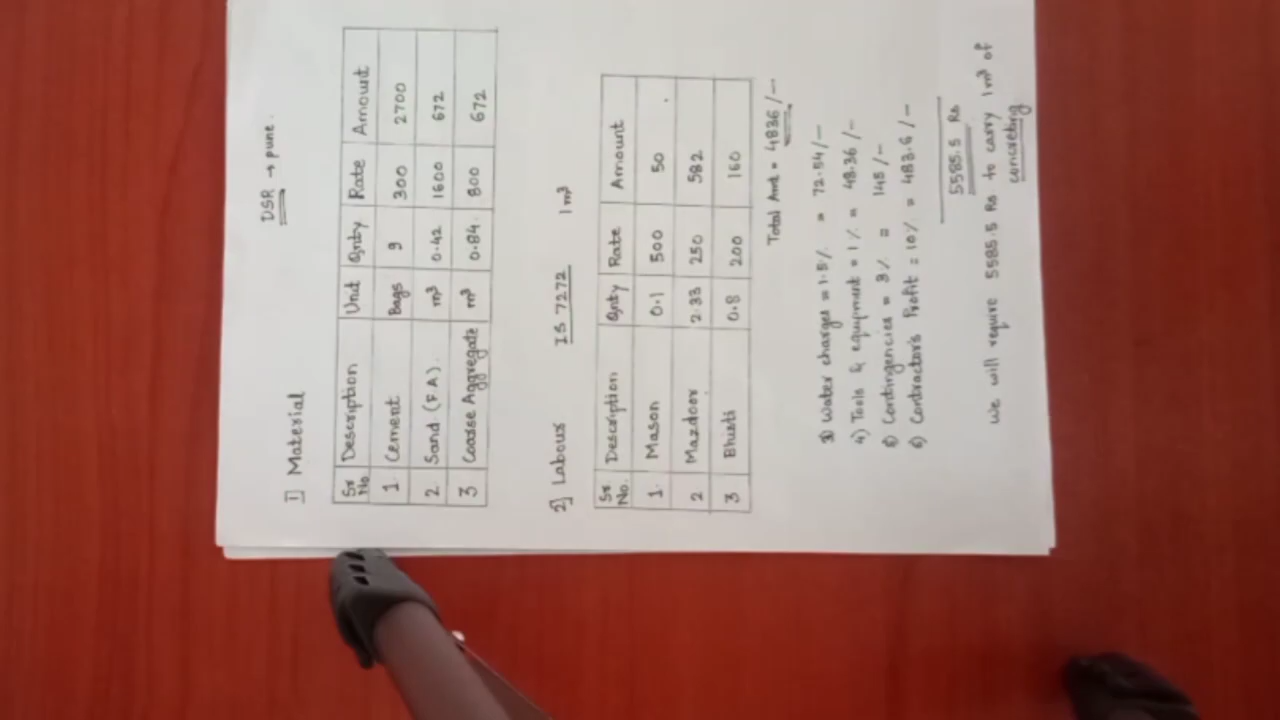 DSR → pune.
1] Material
Sr No. Description Unit Qnty Rate Amount
1. Cement Bags 9 300 2700
2. Sand (F.A). m³ 0.42 1600 672
3 Coarse Aggregate m³ 0.84. 800 672
2] Labour IS 7272 1m³
Sr No. Description Qnty Rate Amount
1. Mason 0.1 500 50
2 Mazdoor 2.33 250 582
3 Bhisti 0.8 200 160
Total Amt = 4836/-
3) Water charges = 1.5% = 72.54/-
4) Tools & equipment = 1% = 48.36/-
5) Contingencies = 3% = 145/-
6) Contractor's Profit = 10% = 483.6/-
5585.5 Rs
We will require 5585.5 Rs to carry 1m³ of
concreting